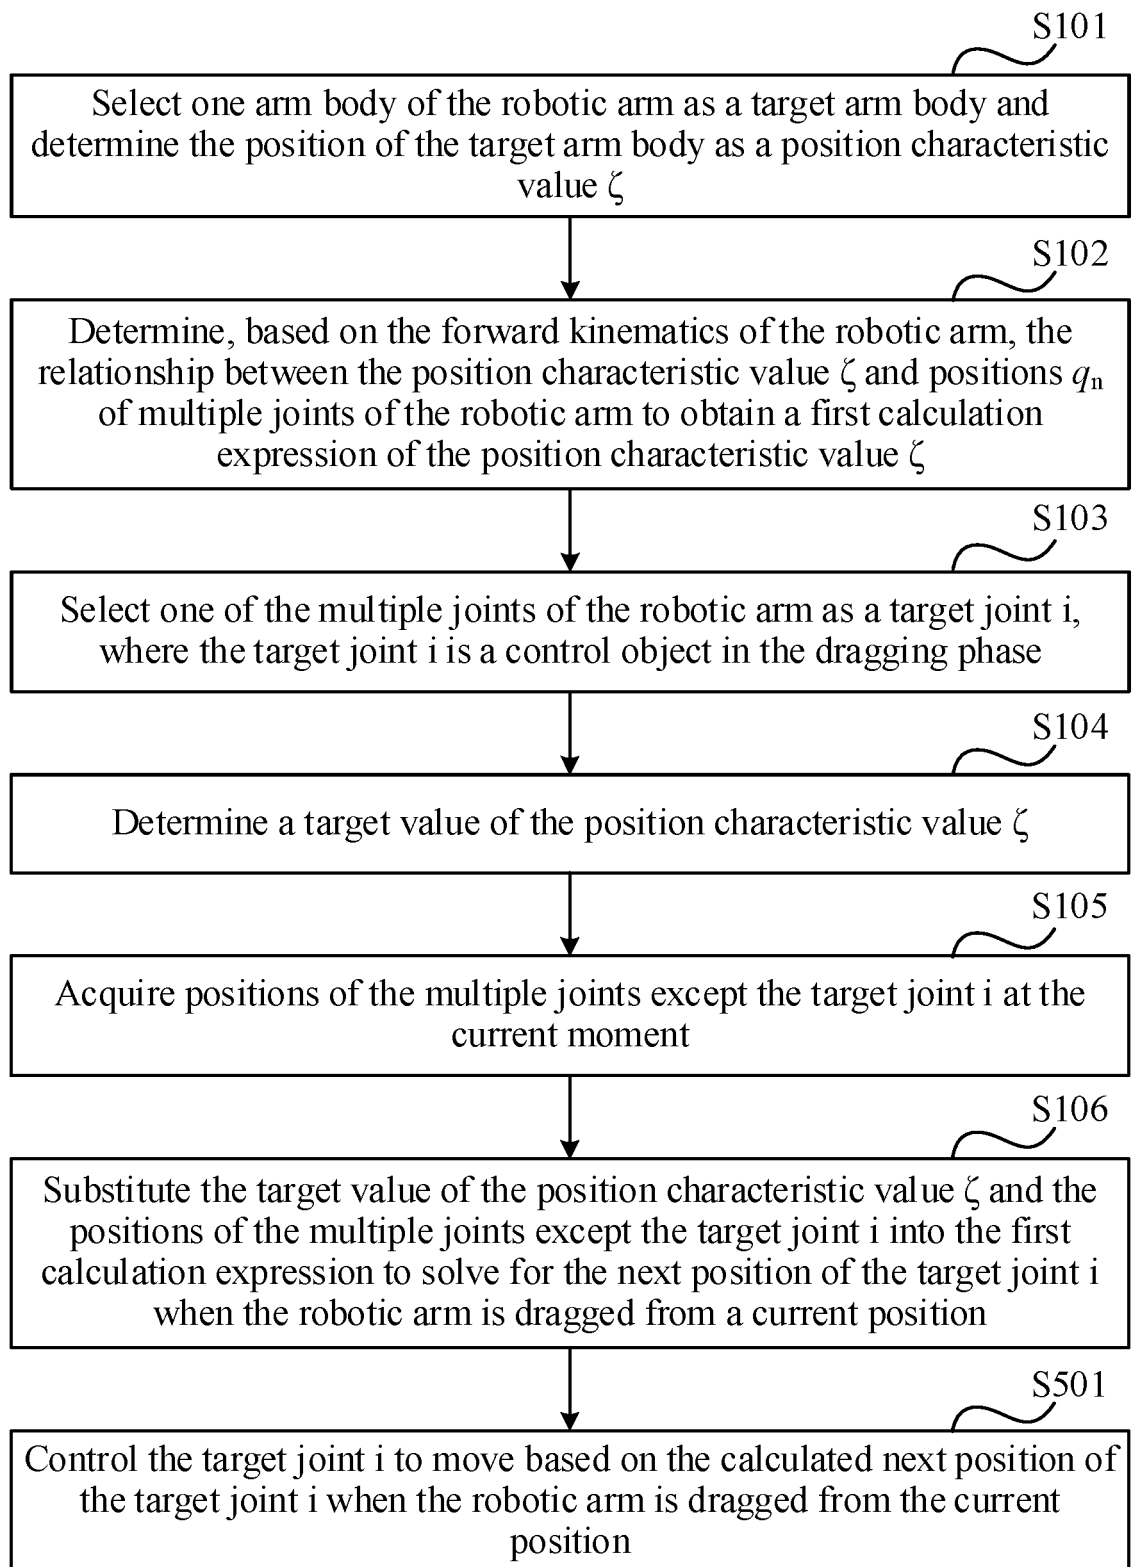 S101
Select one arm body of the robotic arm as a target arm body and
determine the position of the target arm body as a position characteristic
value ζ
S102
Determine, based on the forward kinematics of the robotic arm, the
relationship between the position characteristic value ζ and positions qn
of multiple joints of the robotic arm to obtain a first calculation
expression of the position characteristic value ζ
S103
Select one of the multiple joints of the robotic arm as a target joint i,
where the target joint i is a control object in the dragging phase
S104
Determine a target value of the position characteristic value ζ
S105
Acquire positions of the multiple joints except the target joint i at the
current moment
S106
Substitute the target value of the position characteristic value ζ and the
positions of the multiple joints except the target joint i into the first
calculation expression to solve for the next position of the target joint i
when the robotic arm is dragged from a current position
S501
Control the target joint i to move based on the calculated next position of
the target joint i when the robotic arm is dragged from the current
position